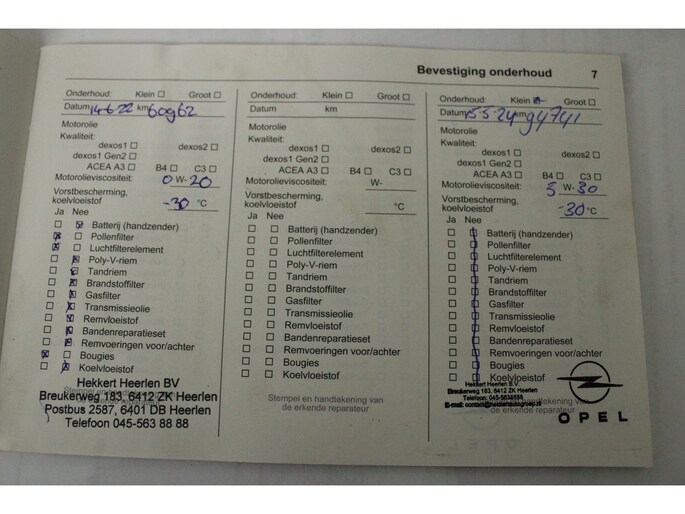 Bevestiging onderhoud 7
Onderhoud: Klein ☐ Groot ☐
Datum 14-6-22 km 60962
Motorolie
Kwaliteit:
dexos1 ☐ dexos2 ☐
dexos1 Gen2 ☐
ACEA A3 ☐ B4 ☐ C3 ☐
Motorolieviscositeit: 0 W- 20
Vorstbescherming,
koelvloeistof -30 °C
Ja Nee
Batterij (handzender)
Pollenfilter
Luchtfilterelement
Poly-V-riem
Tandriem
Brandstoffilter
Gasfilter
Transmissieolie
Remvloeistof
Bandenreparatieset
Remvoeringen voor/achter
Bougies
Koelvloeistof
Hekkert Heerlen BV
Breukerweg 183, 6412 ZK Heerlen
Postbus 2587, 6401 DB Heerlen
Telefoon 045-563 88 88
Onderhoud: Klein ☐ Groot ☐
Datum km
Motorolie
Kwaliteit:
dexos1 ☐ dexos2 ☐
dexos1 Gen2 ☐
ACEA A3 ☐ B4 ☐ C3 ☐
Motorolieviscositeit: W-
Vorstbescherming,
koelvloeistof °C
Ja Nee
Batterij (handzender)
Pollenfilter
Luchtfilterelement
Poly-V-riem
Tandriem
Brandstoffilter
Gasfilter
Transmissieolie
Remvloeistof
Bandenreparatieset
Remvoeringen voor/achter
Bougies
Koelvloeistof
Stempel en handtekening van
de erkende reparateur
Onderhoud: Klein Groot ☐
Datum 15-5-24 km 94741
Motorolie
Kwaliteit:
dexos1 ☐ dexos2 ☐
dexos1 Gen2 ☐
ACEA A3 ☐ B4 ☐ C3 ☐
Motorolieviscositeit: 5 W- 30
Vorstbescherming,
koelvloeistof -30 °C
Ja Nee
Batterij (handzender)
Pollenfilter
Luchtfilterelement
Poly-V-riem
Tandriem
Brandstoffilter
Gasfilter
Transmissieolie
Remvloeistof
Bandenreparatieset
Remvoeringen voor/achter
Bougies
Koelvloeistof
Hekkert Heerlen B.V.
Breukerweg 183, 6412 ZK Heerlen
Telefoon: 045-5638888
OPEL